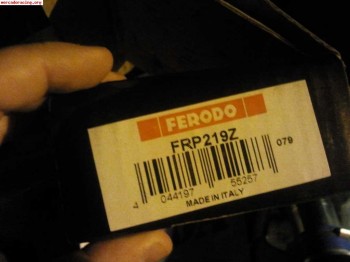 mercadoracing.org
FERODO
FRP219Z
079
4 044197 55257
MADE IN ITALY